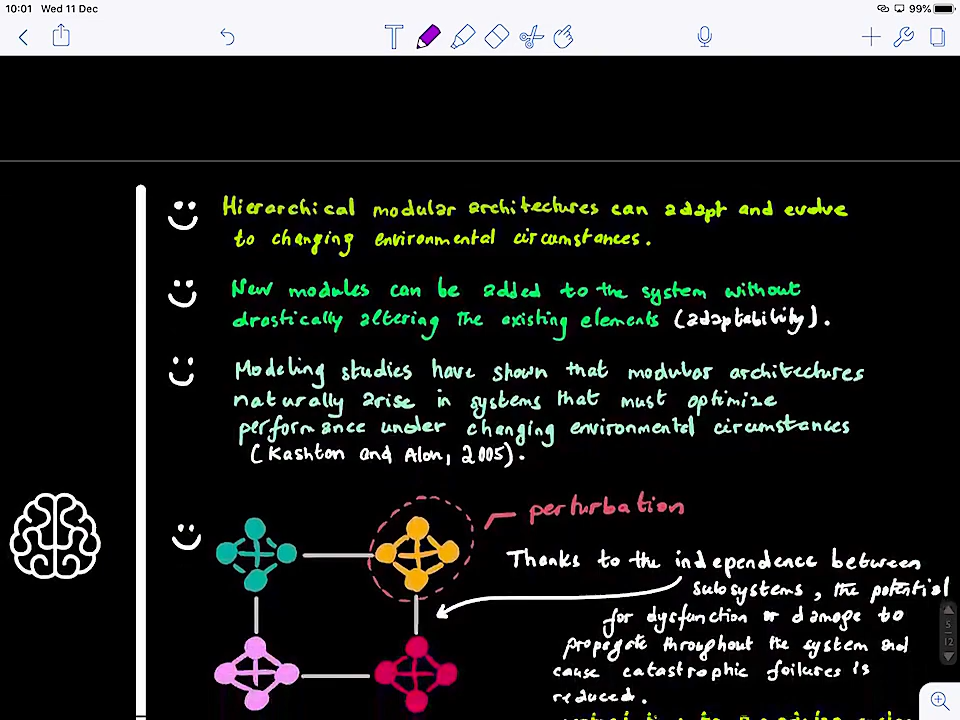 10:01 Wed 11 Dec
99%
T
Hierarchical modular architectures can adapt and evolve
to changing environmental circumstances.
New modules can be added to the system without
drastically altering the existing elements (adaptability).
Modeling studies have shown that modular architectures
naturally arise in systems that must optimize
performance under changing environmental circumstances
(Kashton and Alon, 2005).
perturbation
Thanks to the independence between
subsystems, the potential
for dysfunction or damage to
propagate throughout the system and
cause catastrophic failures is
reduced.
5
12